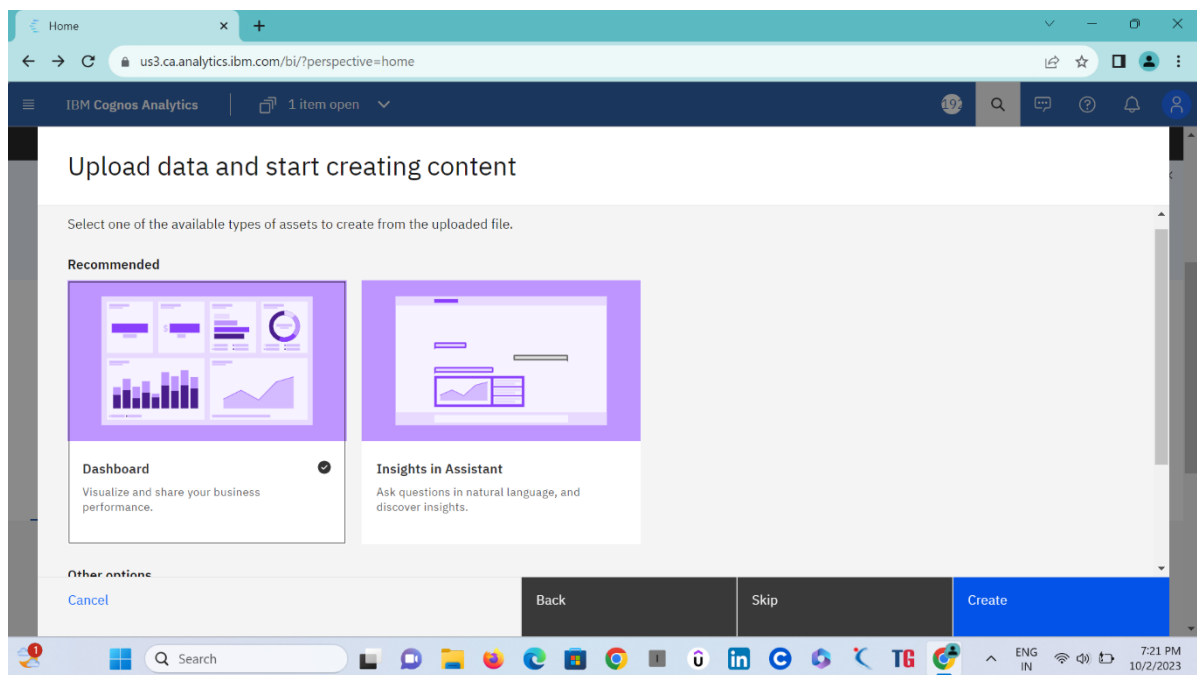 Home
us3.ca.analytics.ibm.com/bi/?perspective=home
IBM Cognos Analytics
1 item open
Upload data and start creating content
Select one of the available types of assets to create from the uploaded file.
Recommended
Dashboard
Visualize and share your business
performance.
Insights in Assistant
Ask questions in natural language, and
discover insights.
Other options
Cancel
Back
Skip
Create
1
Search
TG
ENG
IN
7:21 PM
10/2/2023